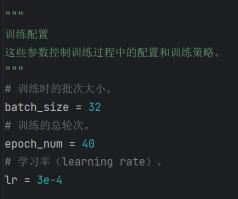 """
训练配置
这些参数控制训练过程中的配置和训练策略。
"""
# 训练时的批次大小。
batch_size = 32
# 训练的总轮次。
epoch_num = 40
# 学习率（learning rate）。
lr = 3e-4